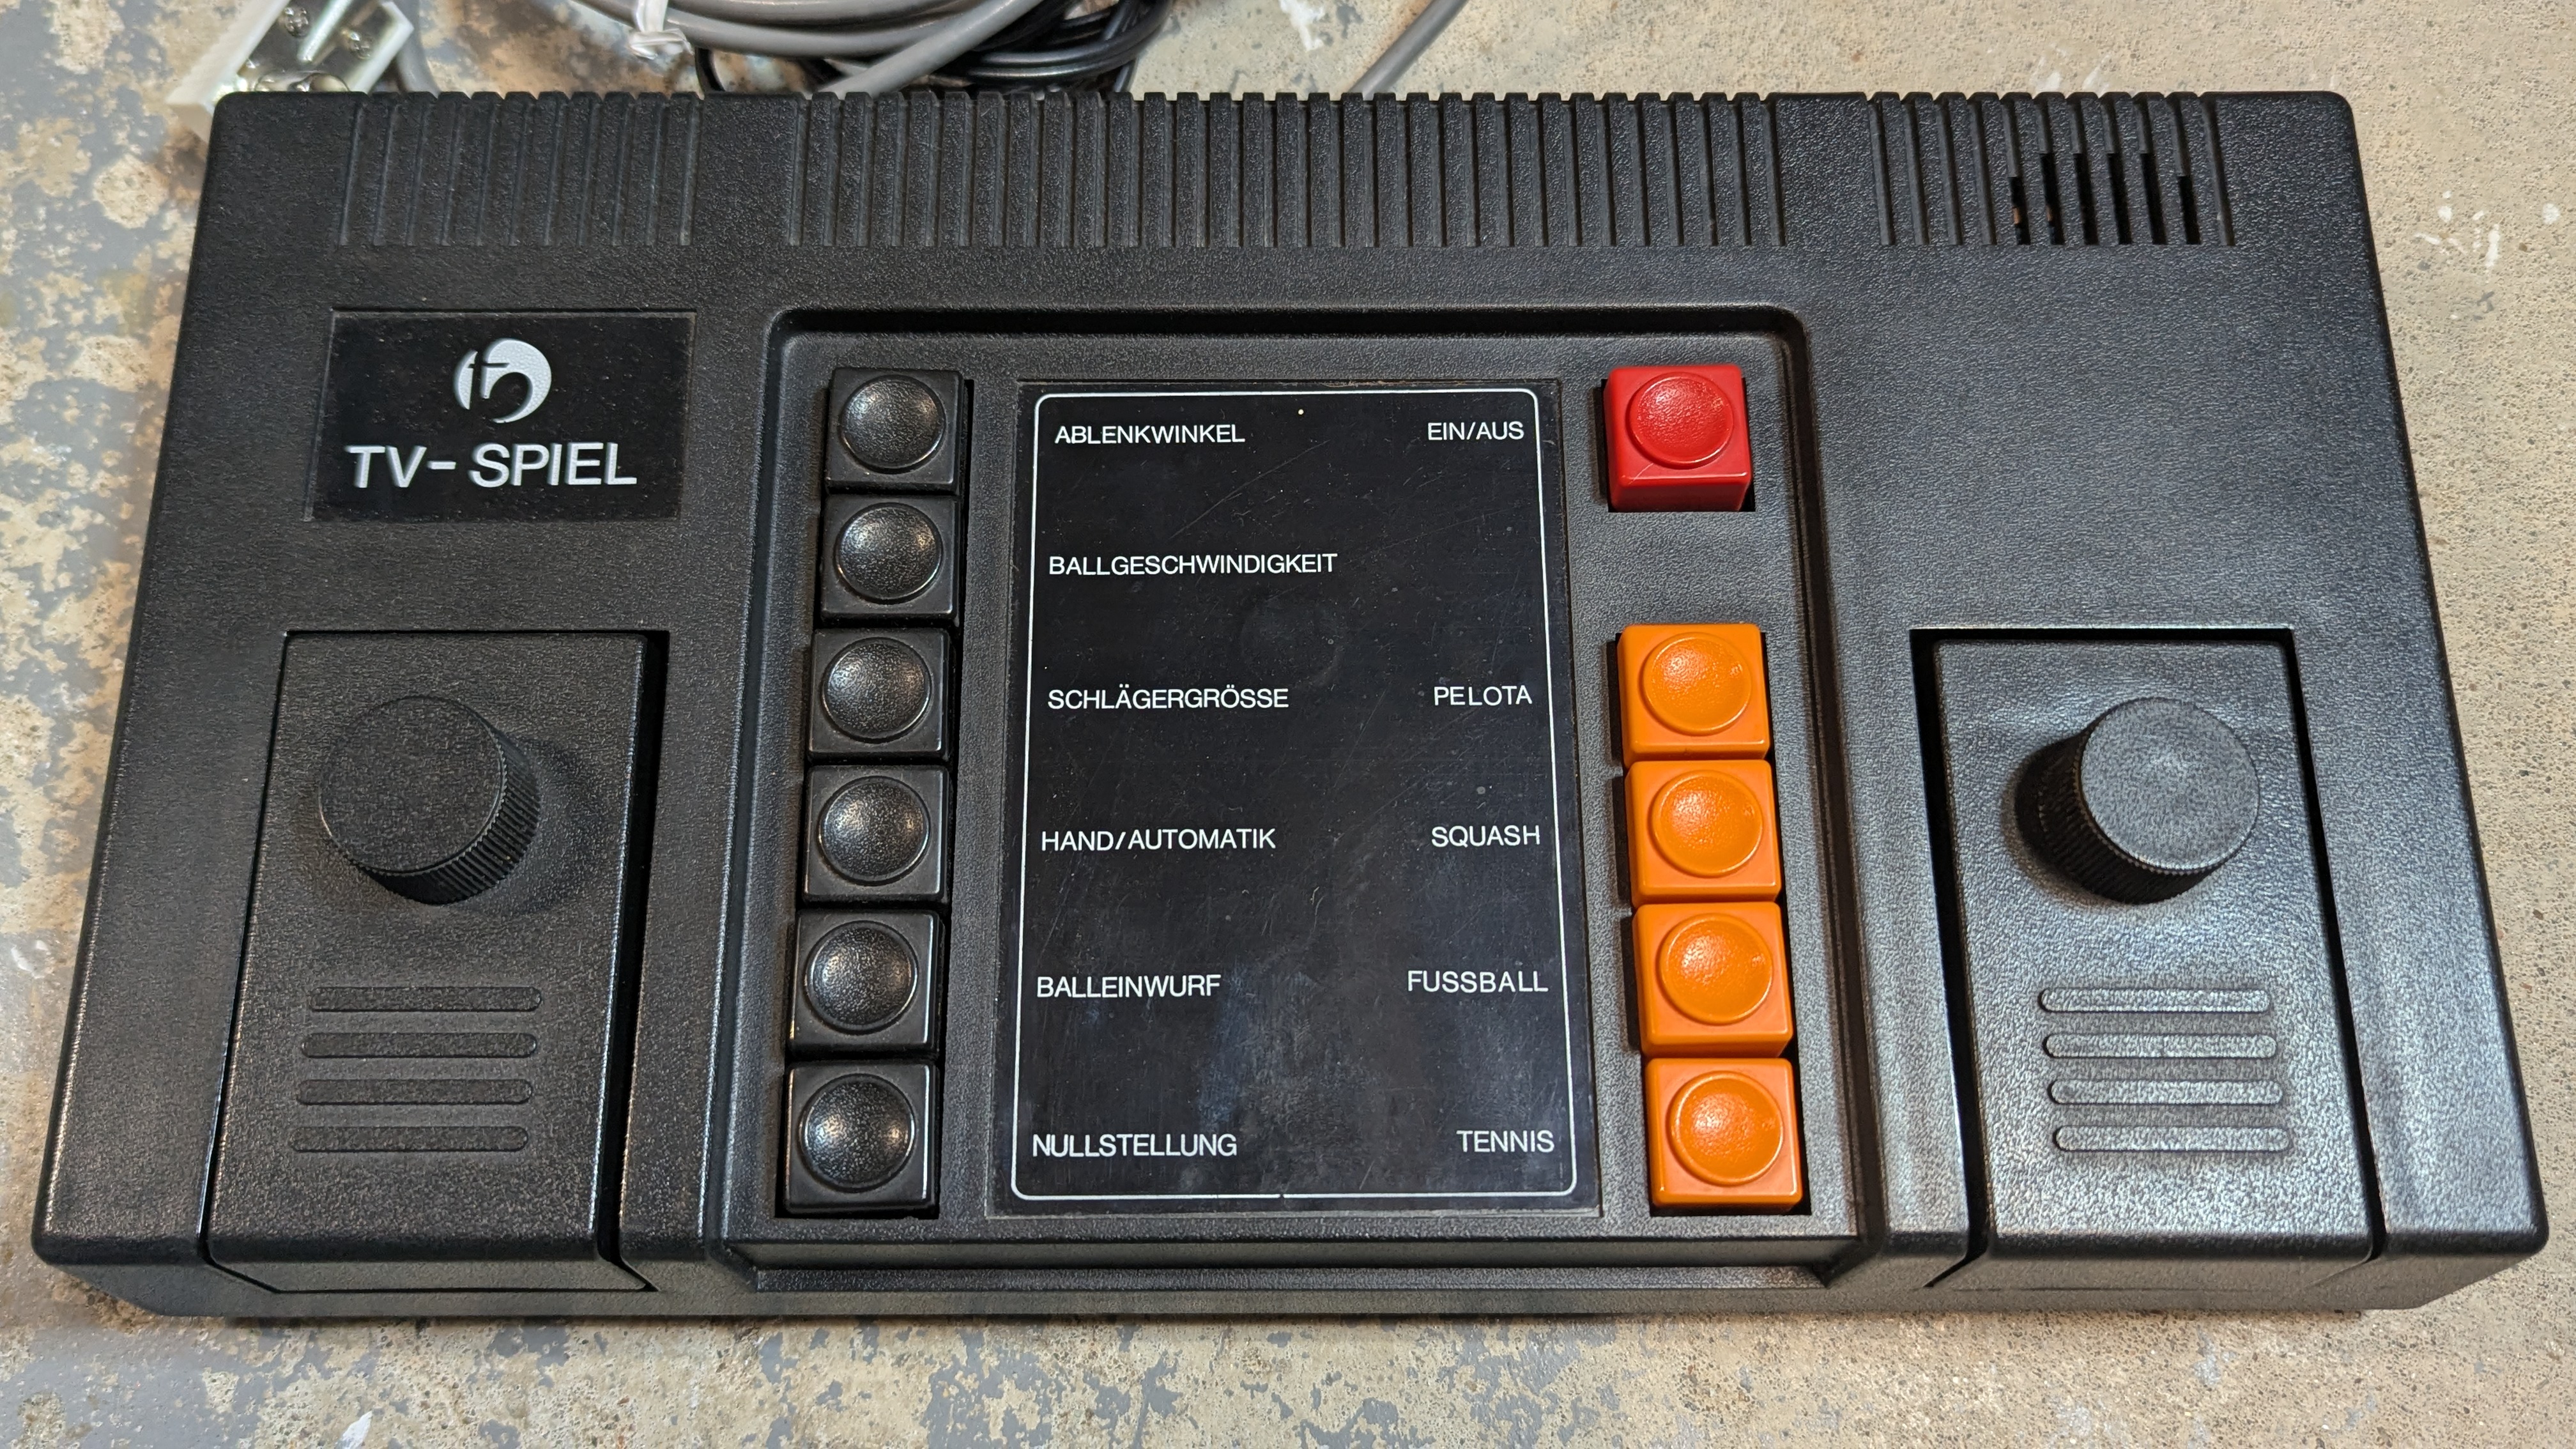 TV-SPIEL
ABLENKWINKEL EIN/AUS
BALLGESCHWINDIGKEIT
SCHLÄGERGRÖSSE PELOTA
HAND/AUTOMATIK SQUASH
BALLEINWURF FUSSBALL
NULLSTELLUNG TENNIS